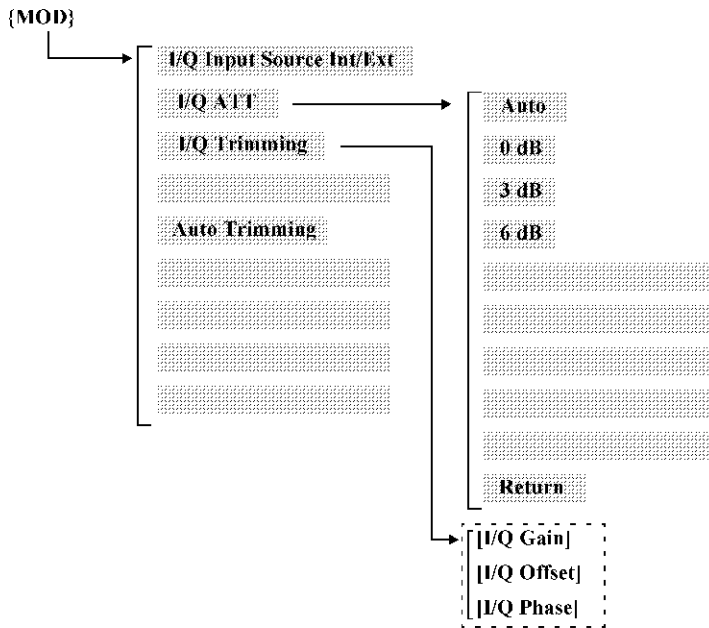 {MOD}
I/Q Input Source Int/Ext
I/Q ATT
I/Q Trimming
Auto Trimming
Auto
0 dB
3 dB
6 dB
Return
[I/Q Gain]
[I/Q Offset]
[I/Q Phase]